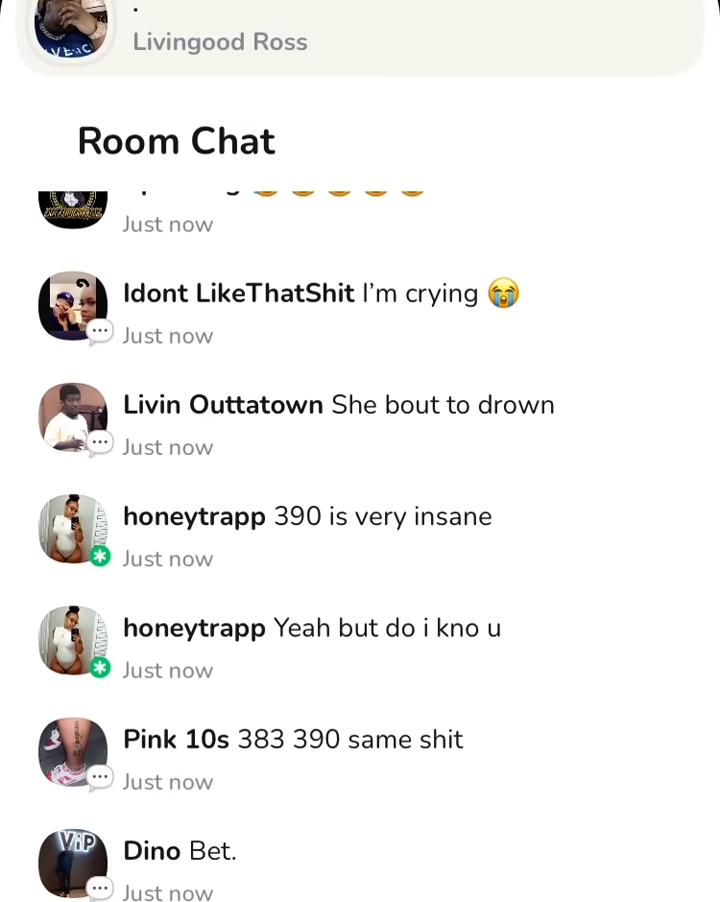 .
Livingood Ross
Room Chat
Just now
Idont LikeThatShit I’m crying 😭
Just now
Livin Outtatown She bout to drown
Just now
honeytrapp 390 is very insane
Just now
honeytrapp Yeah but do i kno u
Just now
Pink 10s 383 390 same shit
Just now
ViP
Dino Bet.
Just now